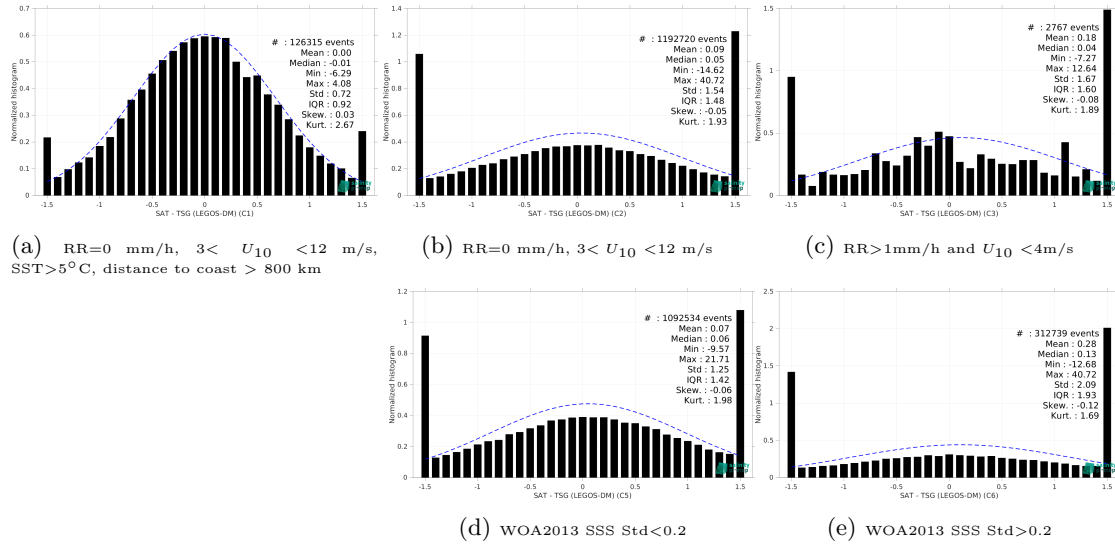 0.7
0.6
0.5
0.4
0.3
0.2
0.1
0
Normalized histogram
# : 126315 events
Mean : 0.00
Median : -0.01
Min : -6.29
Max : 4.08
Std : 0.72
IQR : 0.92
Skew. : 0.03
Kurt. : 2.67
-1.5 -1 -0.5 0 0.5 1 1.5
SAT - TSG (LEGOS-DM) (C1)
(a) RR=0 mm/h, 3< U10 <12 m/s,
SST>5°C, distance to coast > 800 km
1.4
1.2
1
0.8
0.6
0.4
0.2
0
Normalized histogram
# : 1192720 events
Mean : 0.09
Median : 0.05
Min : -14.62
Max : 40.72
Std : 1.54
IQR : 1.48
Skew. : -0.05
Kurt. : 1.93
-1.5 -1 -0.5 0 0.5 1 1.5
SAT - TSG (LEGOS-DM) (C2)
(b) RR=0 mm/h, 3< U10 <12 m/s
1.5
1
0.5
0
Normalized histogram
# : 2767 events
Mean : 0.18
Median : 0.04
Min : -7.27
Max : 12.64
Std : 1.67
IQR : 1.60
Skew. : -0.08
Kurt. : 1.89
-1.5 -1 -0.5 0 0.5 1 1.5
SAT - TSG (LEGOS-DM) (C3)
(c) RR>1mm/h and U10 <4m/s
1.2
1
0.8
0.6
0.4
0.2
0
Normalized histogram
# : 1092534 events
Mean : 0.07
Median : 0.06
Min : -9.57
Max : 21.71
Std : 1.25
IQR : 1.42
Skew. : -0.06
Kurt. : 1.98
-1.5 -1 -0.5 0 0.5 1 1.5
SAT - TSG (LEGOS-DM) (C5)
(d) WOA2013 SSS Std<0.2
2.5
2
1.5
1
0.5
0
Normalized histogram
# : 312739 events
Mean : 0.28
Median : 0.13
Min : -12.68
Max : 40.72
Std : 2.09
IQR : 1.93
Skew. : -0.12
Kurt. : 1.69
-1.5 -1 -0.5 0 0.5 1 1.5
SAT - TSG (LEGOS-DM) (C6)
(e) WOA2013 SSS Std>0.2